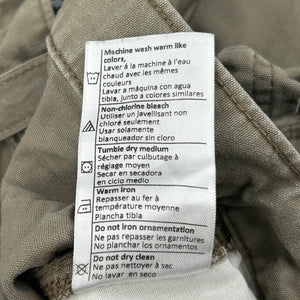 Machine wash warm like
colors,
Laver á la machine à l'eau
chaud avec les mêmes
couleurs
Lavar a máquina con agua
tibia, junto a colores similares
Non-chlorine bleach
Utiliser un javellisant non
chloré seulement
Usar solamente
blanqueador sin cloro
Tumble dry medium
Sécher par culbutage à
réglage moyen
Secar en secadora
en ciclo medio
Warm iron
Repasser au fer à
température moyenne
Plancha tibia
Do not iron ornamentation
Ne pas repasser les garnitures
No planchar los ornamentos
Do not dry clean
Ne pas nettoyer à sec
No lavar en seco